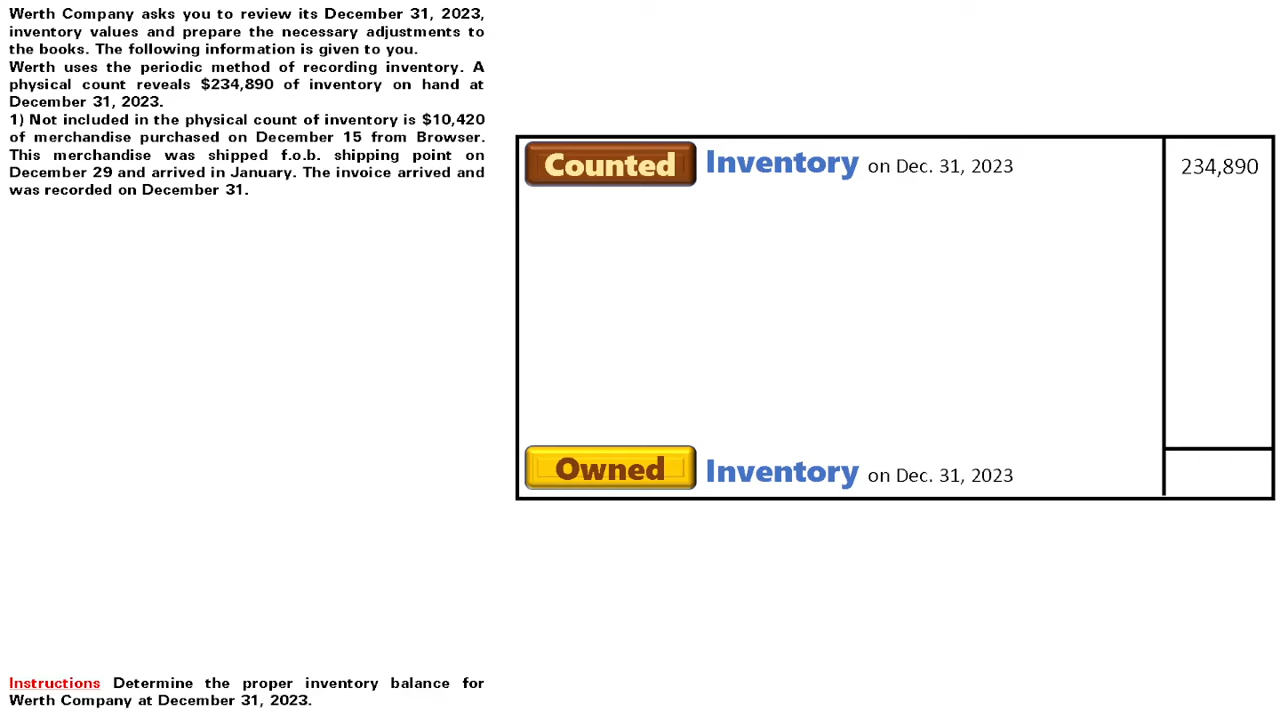 Werth Company asks you to review its December 31, 2023,
inventory values and prepare the necessary adjustments to
the books. The following information is given to you.
Werth uses the periodic method of recording inventory. A
physical count reveals $234,890 of inventory on hand at
December 31, 2023.
1) Not included in the physical count of inventory is $10,420
of merchandise purchased on December 15 from Browser.
This merchandise was shipped f.o.b. shipping point on
December 29 and arrived in January. The invoice arrived and
was recorded on December 31.
Counted Inventory on Dec. 31, 2023 234,890
Owned Inventory on Dec. 31, 2023
Instructions Determine the proper inventory balance for
Werth Company at December 31, 2023.